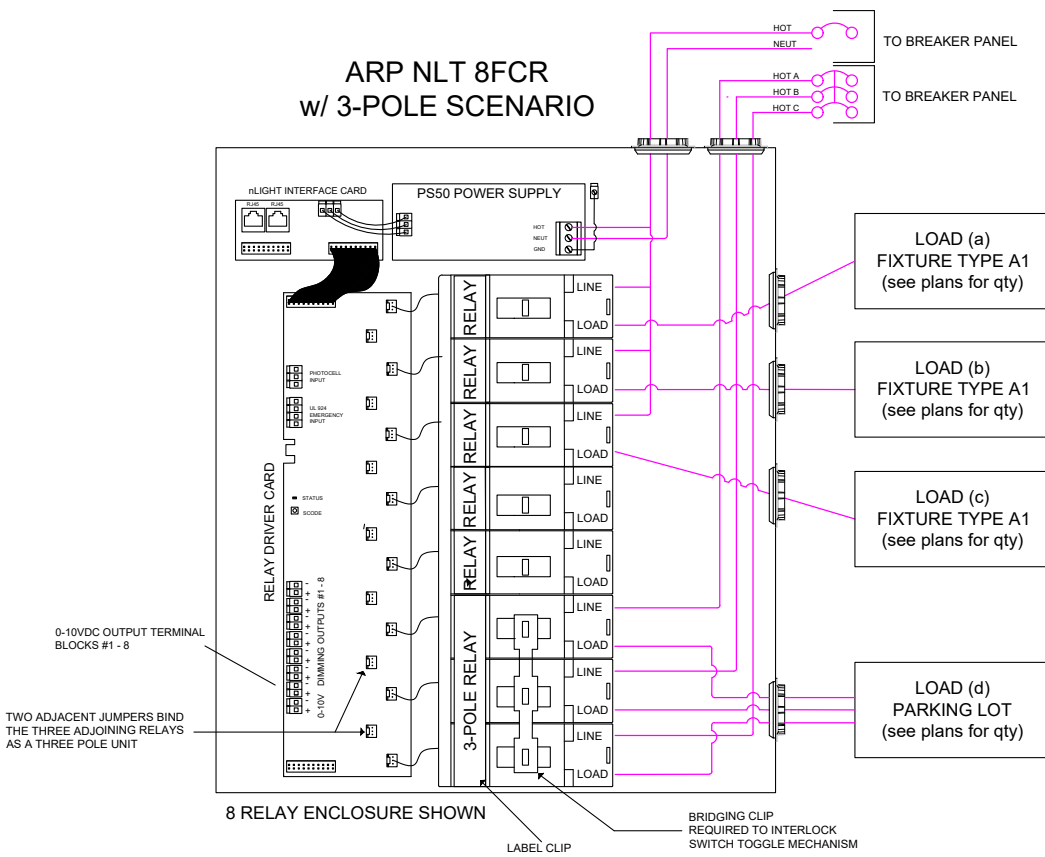 HOT
NEUT
TO BREAKER PANEL
ARP NLT 8FCR
w/ 3-POLE SCENARIO
HOT A
HOT B
HOT C
TO BREAKER PANEL
nLIGHT INTERFACE CARD
RJ45
RJ45
PS50 POWER SUPPLY
HOT
NEUT
GND
LOAD (a)
FIXTURE TYPE A1
(see plans for qty)
LOAD (b)
FIXTURE TYPE A1
(see plans for qty)
LOAD (c)
FIXTURE TYPE A1
(see plans for qty)
LOAD (d)
PARKING LOT
(see plans for qty)
RELAY
LINE
LOAD
RELAY
LINE
LOAD
RELAY
LINE
LOAD
RELAY
LINE
LOAD
RELAY
LINE
LOAD
3-POLE RELAY
LINE
LOAD
LINE
LOAD
LINE
LOAD
PHOTOCELL
INPUT
UL 924
EMERGENCY
INPUT
STATUS
SCODE
RELAY DRIVER CARD
0-10V DIMMING OUTPUTS #1 - 8
-
+
-
+
-
+
-
+
-
+
-
+
-
+
-
+
0-10VDC OUTPUT TERMINAL
BLOCKS #1 - 8
TWO ADJACENT JUMPERS BIND
THE THREE ADJOINING RELAYS
AS A THREE POLE UNIT
8 RELAY ENCLOSURE SHOWN
LABEL CLIP
BRIDGING CLIP
REQUIRED TO INTERLOCK
SWITCH TOGGLE MECHANISM